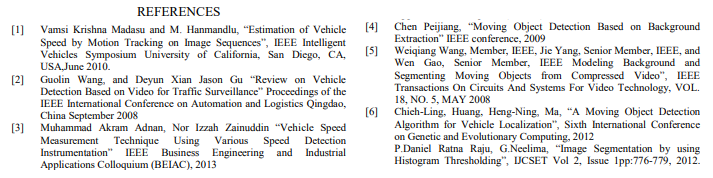 REFERENCES
[1] Vamsi Krishna Madasu and M. Hanmandlu, “Estimation of Vehicle
Speed by Motion Tracking on Image Sequences”, IEEE Intelligent
Vehicles Symposium University of California, San Diego, CA,
USA,June 2010.
[2] Guolin Wang, and Deyun Xian Jason Gu “Review on Vehicle
Detection Based on Video for Traffic Surveillance” Proceedings of the
IEEE International Conference on Automation and Logistics Qingdao,
China September 2008
[3] Muhammad Akram Adnan, Nor Izzah Zainuddin “Vehicle Speed
Measurement Technique Using Various Speed Detection
Instrumentation” IEEE Business Engineering and Industrial
Applications Colloquium (BEIAC), 2013
[4] Chen Peijiang, “Moving Object Detection Based on Background
Extraction” IEEE conference, 2009
[5] Weiqiang Wang, Member, IEEE, Jie Yang, Senior Member, IEEE, and
Wen Gao, Senior Member, IEEE Modeling Background and
Segmenting Moving Objects from Compressed Video”, IEEE
Transactions On Circuits And Systems For Video Technology, VOL.
18, NO. 5, MAY 2008
[6] Chieh-Ling, Huang, Heng-Ning, Ma, “A Moving Object Detection
Algorithm for Vehicle Localization”, Sixth International Conference
on Genetic and Evolutionary Computing, 2012
P.Daniel Ratna Raju, G.Neelima, “Image Segmentation by using
Histogram Thresholding”, IJCSET Vol 2, Issue 1pp:776-779, 2012.